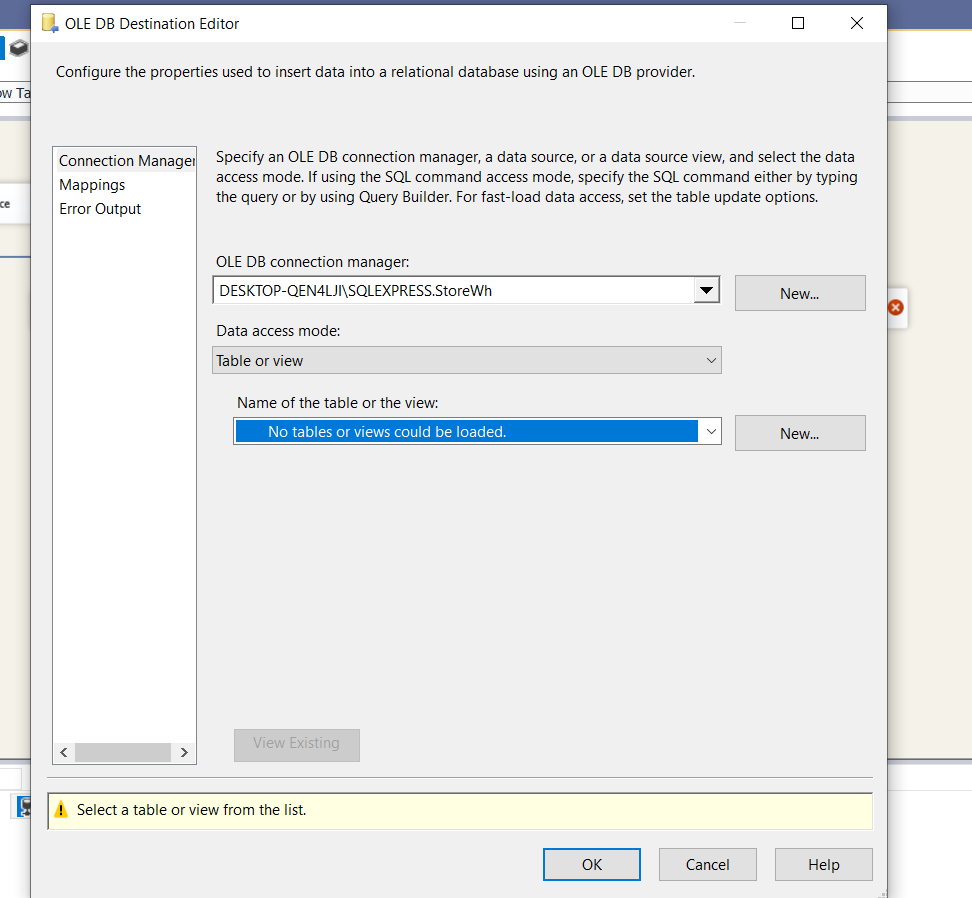 OLE DB Destination Editor
Configure the properties used to insert data into a relational database using an OLE DB provider.
ow Ta
Connection Manager
Mappings
Error Output
ce
Specify an OLE DB connection manager, a data source, or a data source view, and select the data
access mode. If using the SQL command access mode, specify the SQL command either by typing
the query or by using Query Builder. For fast-load data access, set the table update options.
OLE DB connection manager:
DESKTOP-QEN4LJI\SQLEXPRESS.StoreWh
New...
Data access mode:
Table or view
Name of the table or the view:
No tables or views could be loaded.
New...
View Existing
Select a table or view from the list.
OK
Cancel
Help